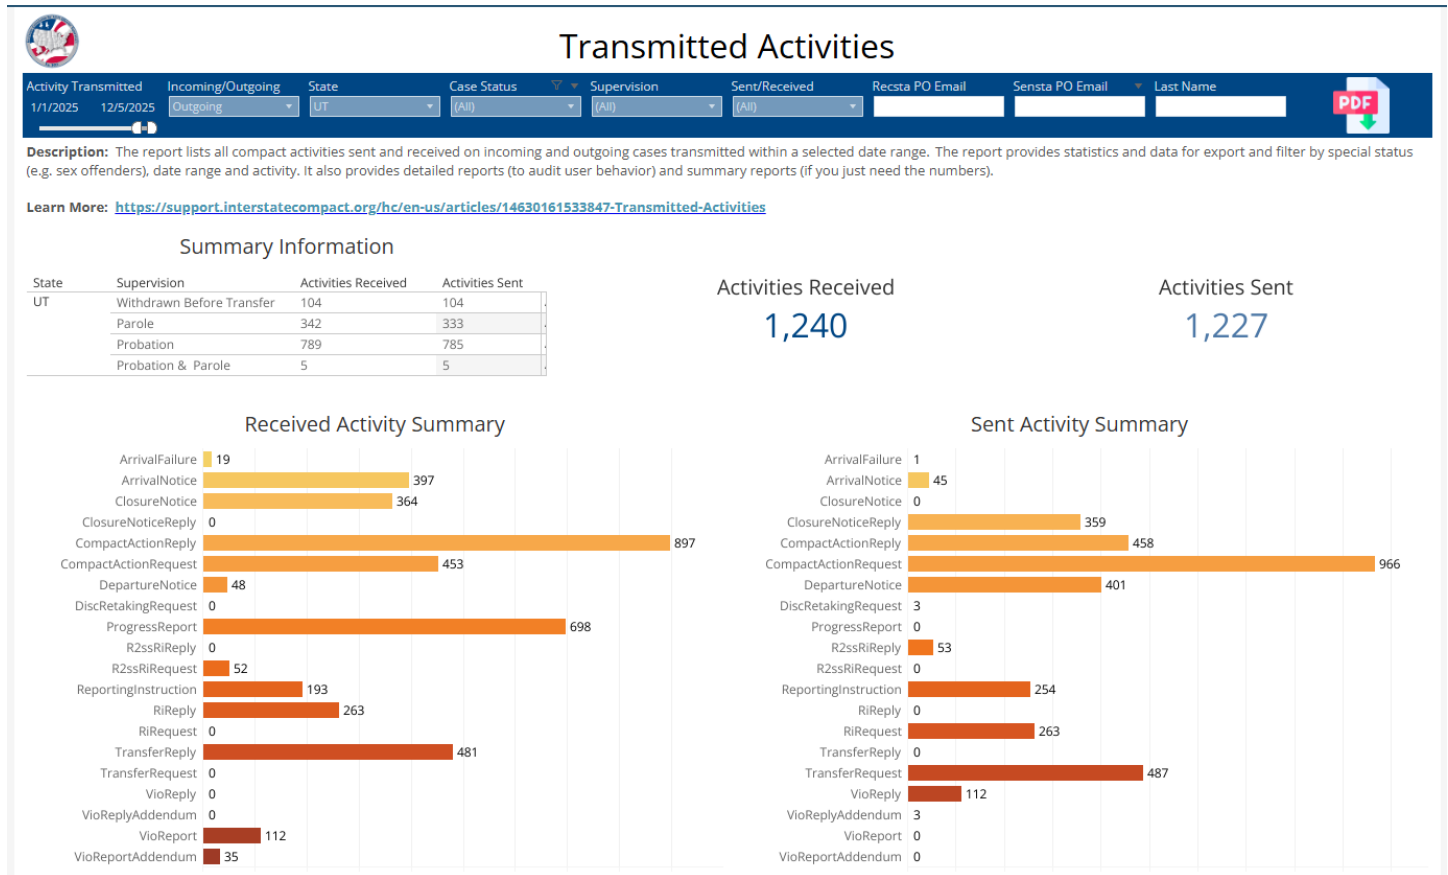 Transmitted Activities
Activity Transmitted Incoming/Outgoing State Case Status Supervision Sent/Received Recsta PO Email Sensta PO Email Last Name
1/1/2025 12/5/2025 Outgoing UT (All) (All) (All)
PDF
Description: The report lists all compact activities sent and received on incoming and outgoing cases transmitted within a selected date range. The report provides statistics and data for export and filter by special status
(e.g. sex offenders), date range and activity. It also provides detailed reports (to audit user behavior) and summary reports (if you just need the numbers).
Learn More: https://support.interstatecompact.org/hc/en-us/articles/14630161533847-Transmitted-Activities
Summary Information
State Supervision Activities Received Activities Sent
UT Withdrawn Before Transfer 104 104
Parole 342 333
Probation 789 785
Probation & Parole 5 5
Activities Received
1,240
Activities Sent
1,227
Received Activity Summary
ArrivalFailure 19
ArrivalNotice 397
ClosureNotice 364
ClosureNoticeReply 0
CompactActionReply 897
CompactActionRequest 453
DepartureNotice 48
DiscRetakingRequest 0
ProgressReport 698
R2ssRiReply 0
R2ssRiRequest 52
ReportingInstruction 193
RiReply 263
RiRequest 0
TransferReply 481
TransferRequest 0
VioReply 0
VioReplyAddendum 0
VioReport 112
VioReportAddendum 35
Sent Activity Summary
ArrivalFailure 1
ArrivalNotice 45
ClosureNotice 0
ClosureNoticeReply 359
CompactActionReply 458
CompactActionRequest 966
DepartureNotice 401
DiscRetakingRequest 3
ProgressReport 0
R2ssRiReply 53
R2ssRiRequest 0
ReportingInstruction 254
RiReply 0
RiRequest 263
TransferReply 0
TransferRequest 487
VioReply 112
VioReplyAddendum 3
VioReport 0
VioReportAddendum 0